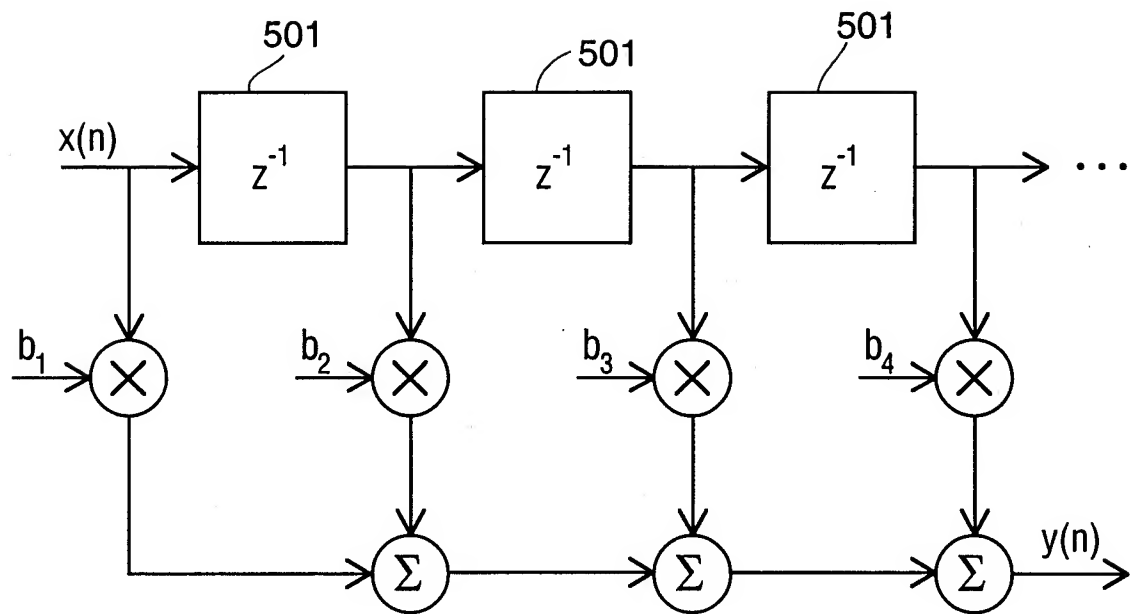 501 501 501
x(n) z⁻¹ z⁻¹ z⁻¹ ...
b₁ × b₂ × b₃ × b₄ ×
Σ Σ Σ y(n)